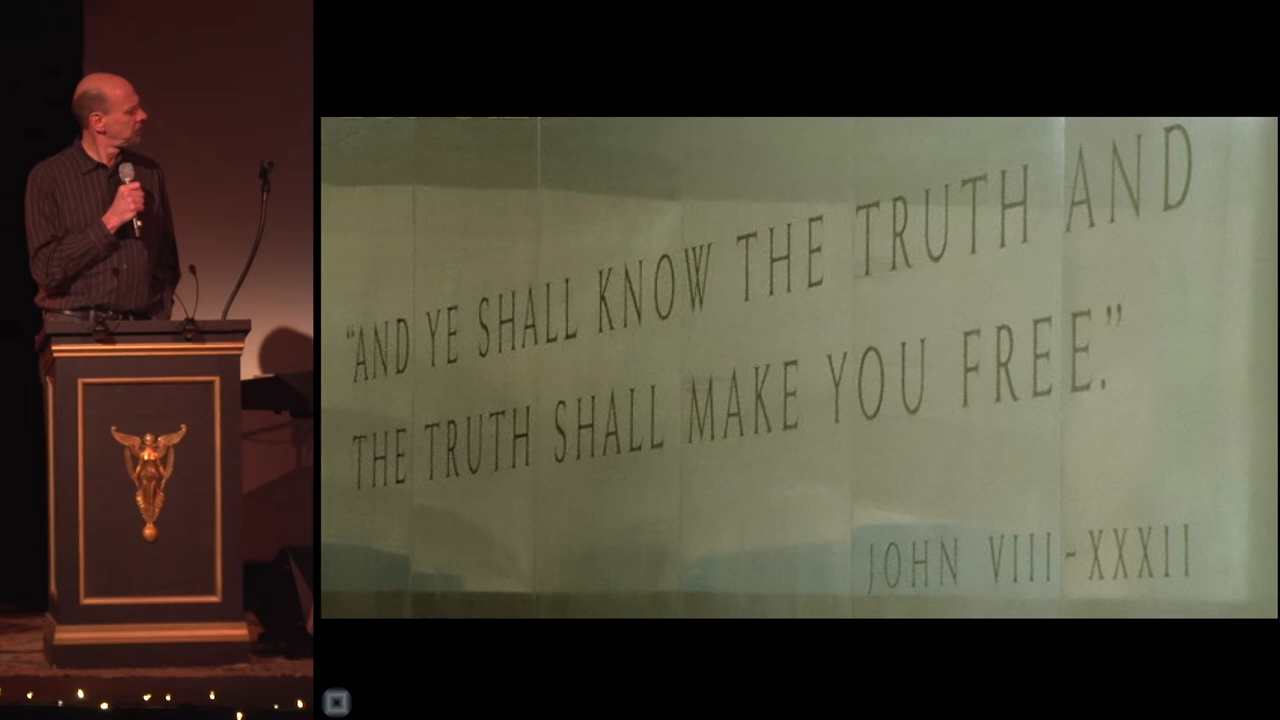 “AND YE SHALL KNOW THE TRUTH AND
THE TRUTH SHALL MAKE YOU FREE.”
JOHN VIII~XXXII